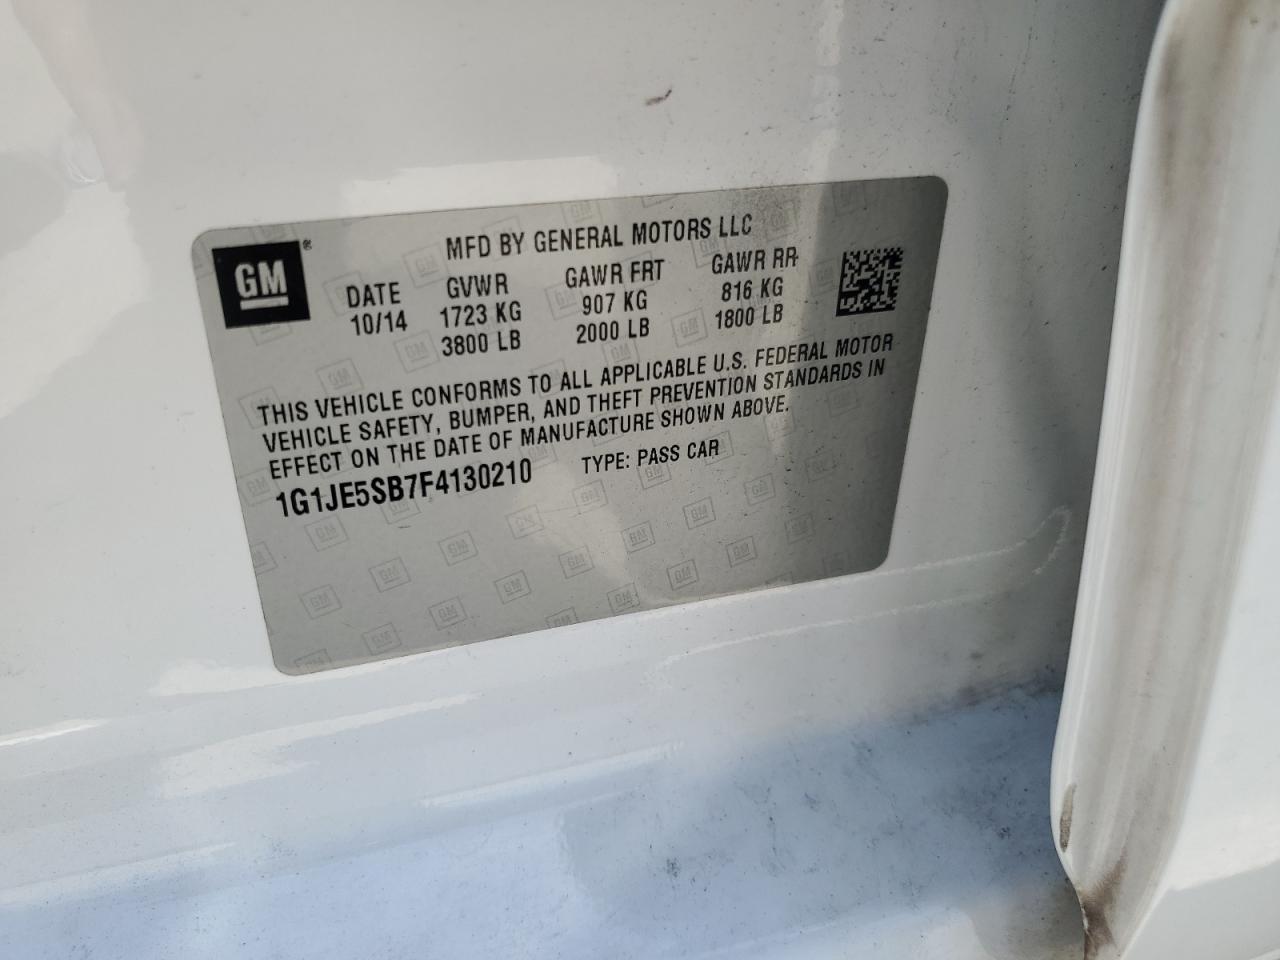 GM ®
MFD BY GENERAL MOTORS LLC
DATE GVWR GAWR FRT GAWR RR
10/14 1723 KG 907 KG 816 KG
3800 LB 2000 LB 1800 LB
THIS VEHICLE CONFORMS TO ALL APPLICABLE U.S. FEDERAL MOTOR
VEHICLE SAFETY, BUMPER, AND THEFT PREVENTION STANDARDS IN
EFFECT ON THE DATE OF MANUFACTURE SHOWN ABOVE.
1G1JE5SB7F4130210 TYPE: PASS CAR